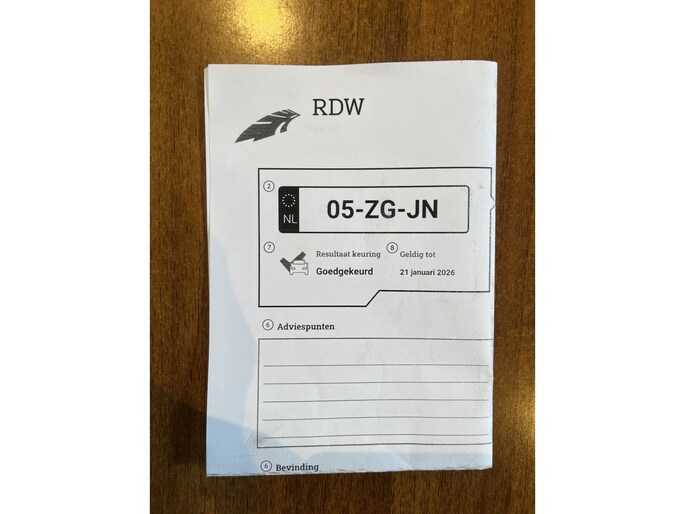 RDW
2
NL
05-ZG-JN
7 Resultaat keuring 8 Geldig tot
Goedgekeurd 21 januari 2026
6 Adviespunten
6 Bevinding